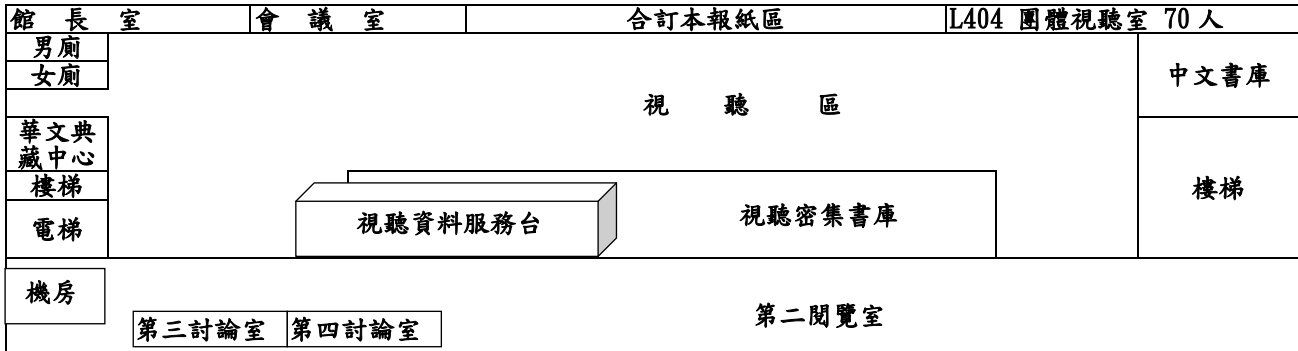 館長室 會議室 合訂本報紙區 L404 團體視聽室 70 人
男廁
女廁
中文書庫
視聽區
華文典
藏中心
樓梯
樓梯
電梯
視聽資料服務台
視聽密集書庫
機房
第三討論室 第四討論室
第二閱覽室